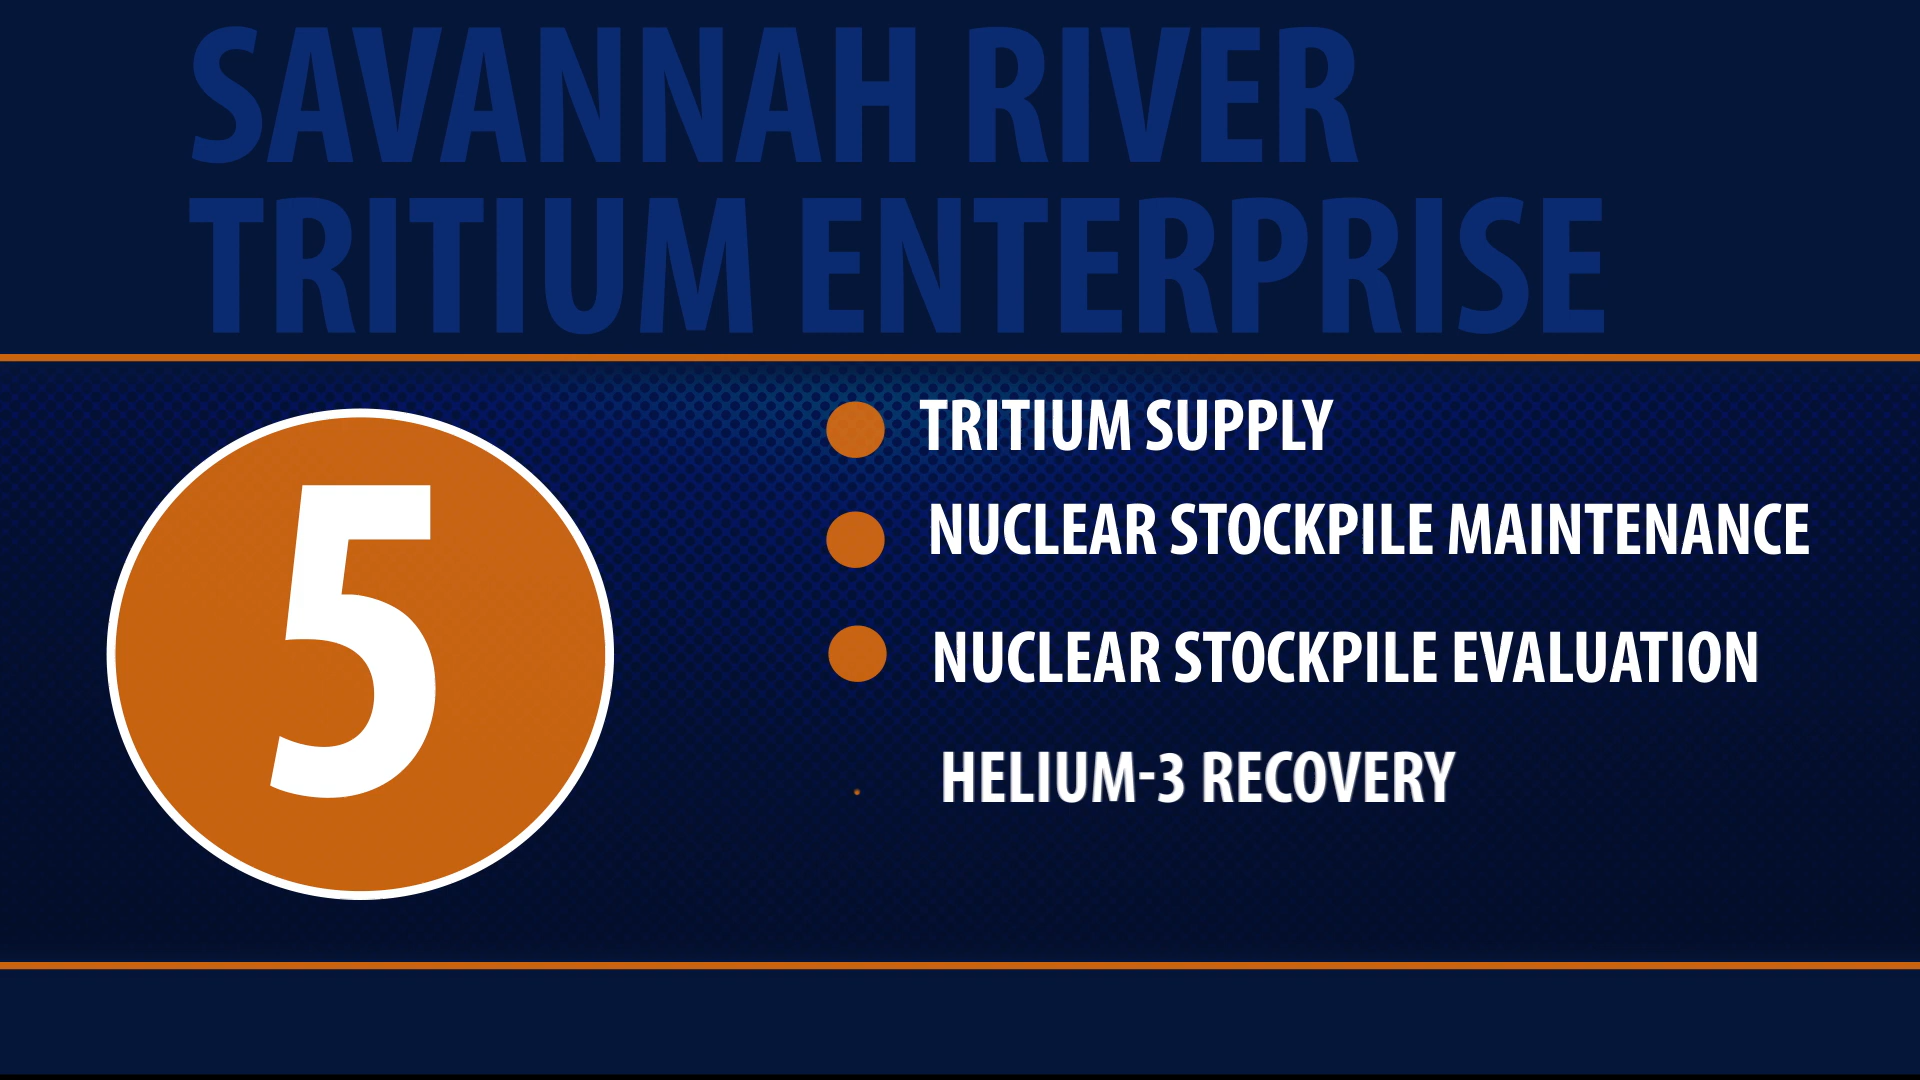 SAVANNAH RIVER
TRITIUM ENTERPRISE
5
TRITIUM SUPPLY
NUCLEAR STOCKPILE MAINTENANCE
NUCLEAR STOCKPILE EVALUATION
HELIUM-3 RECOVERY